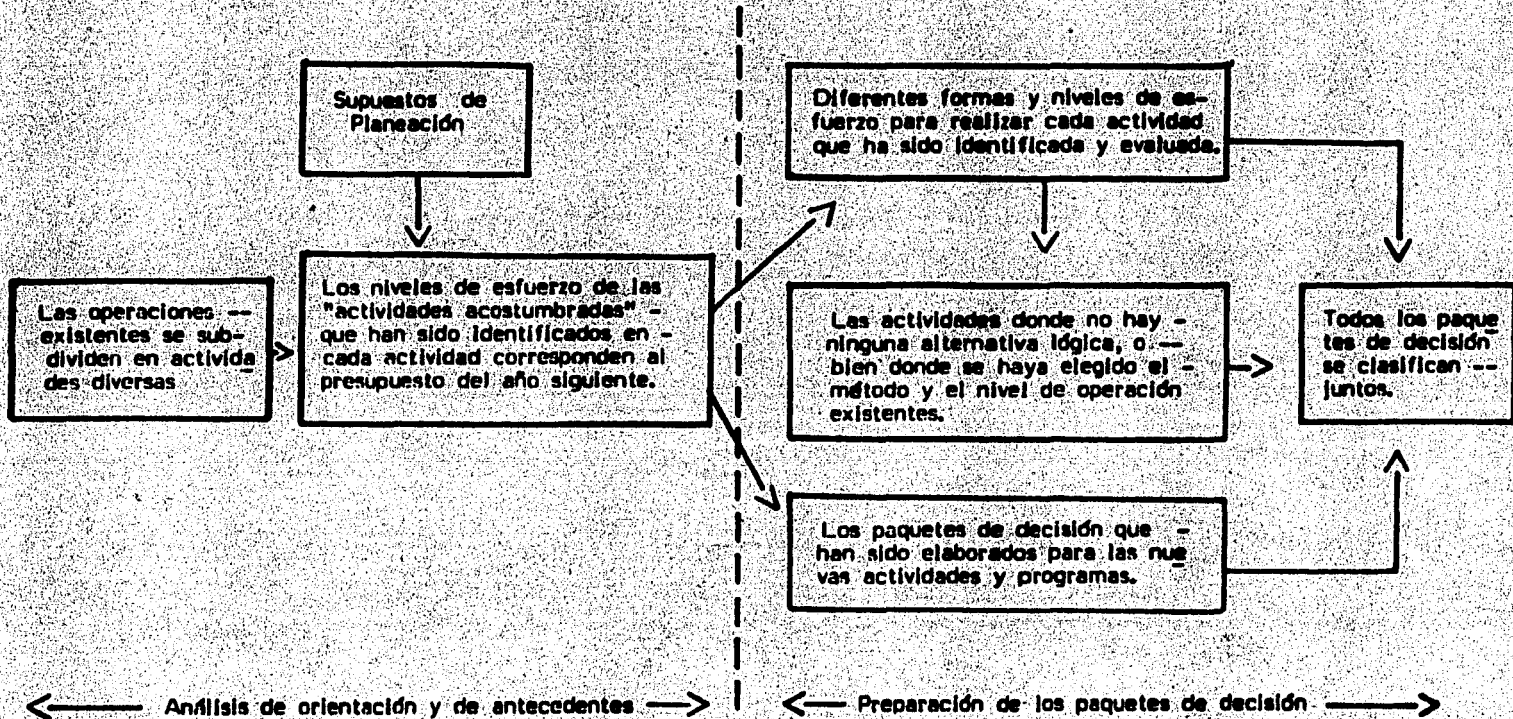 Supuestos de
Planeación
Diferentes formas y niveles de es-
fuerzo para realizar cada actividad
que ha sido identificada y evaluada.
Las operaciones --
existentes se sub-
dividen en activida
des diversas
Los niveles de esfuerzo de las
"actividades acostumbradas" -
que han sido identificados en -
cada actividad corresponden al
presupuesto del año siguiente.
Las actividades donde no hay -
ninguna alternativa lógica, o --
bien donde se haya elegido el -
método y el nivel de operación
existentes.
Todos los paque
tes de decisión
se clasifican --
juntos.
Los paquetes de decisión que -
han sido elaborados para las nue
vas actividades y programas.
Análisis de orientación y de antecedentes
Preparación de los paquetes de decisión